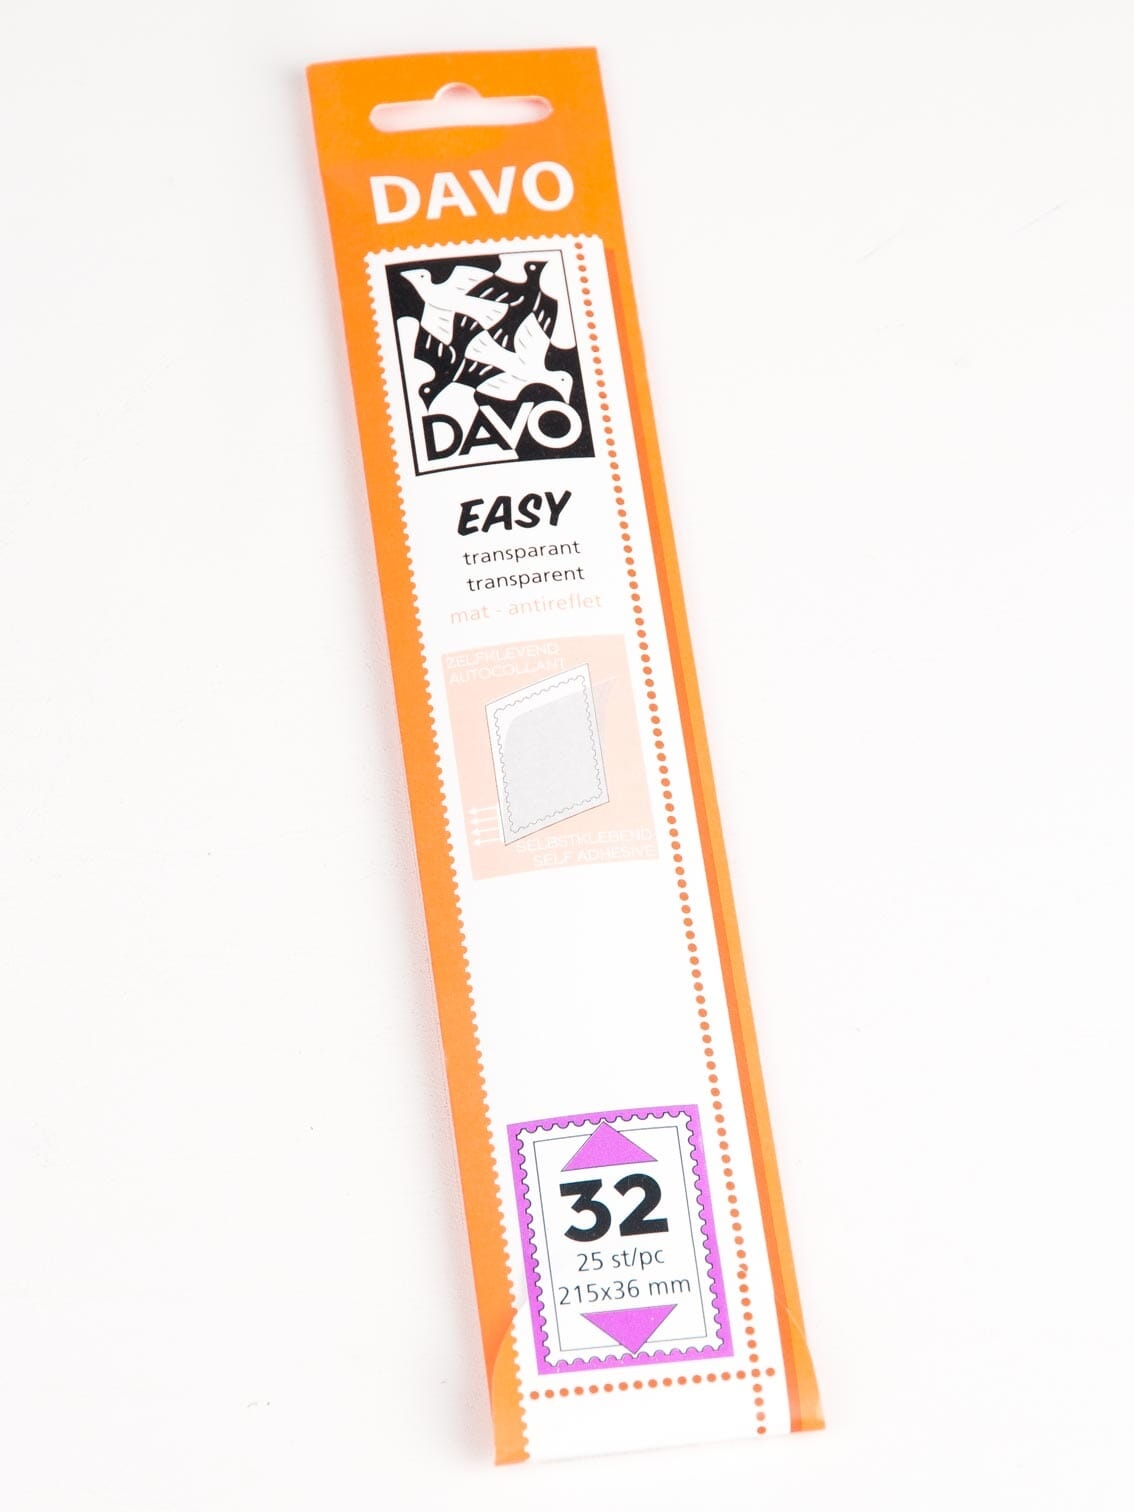 DAVO
DAVO
EASY
transparant
transparent
mat - antireflet
ZELFKLEVEND
AUTOCOLLANT
SELBSTKLEBEND
SELF ADHESIVE
32
25 st/pc
215x36 mm